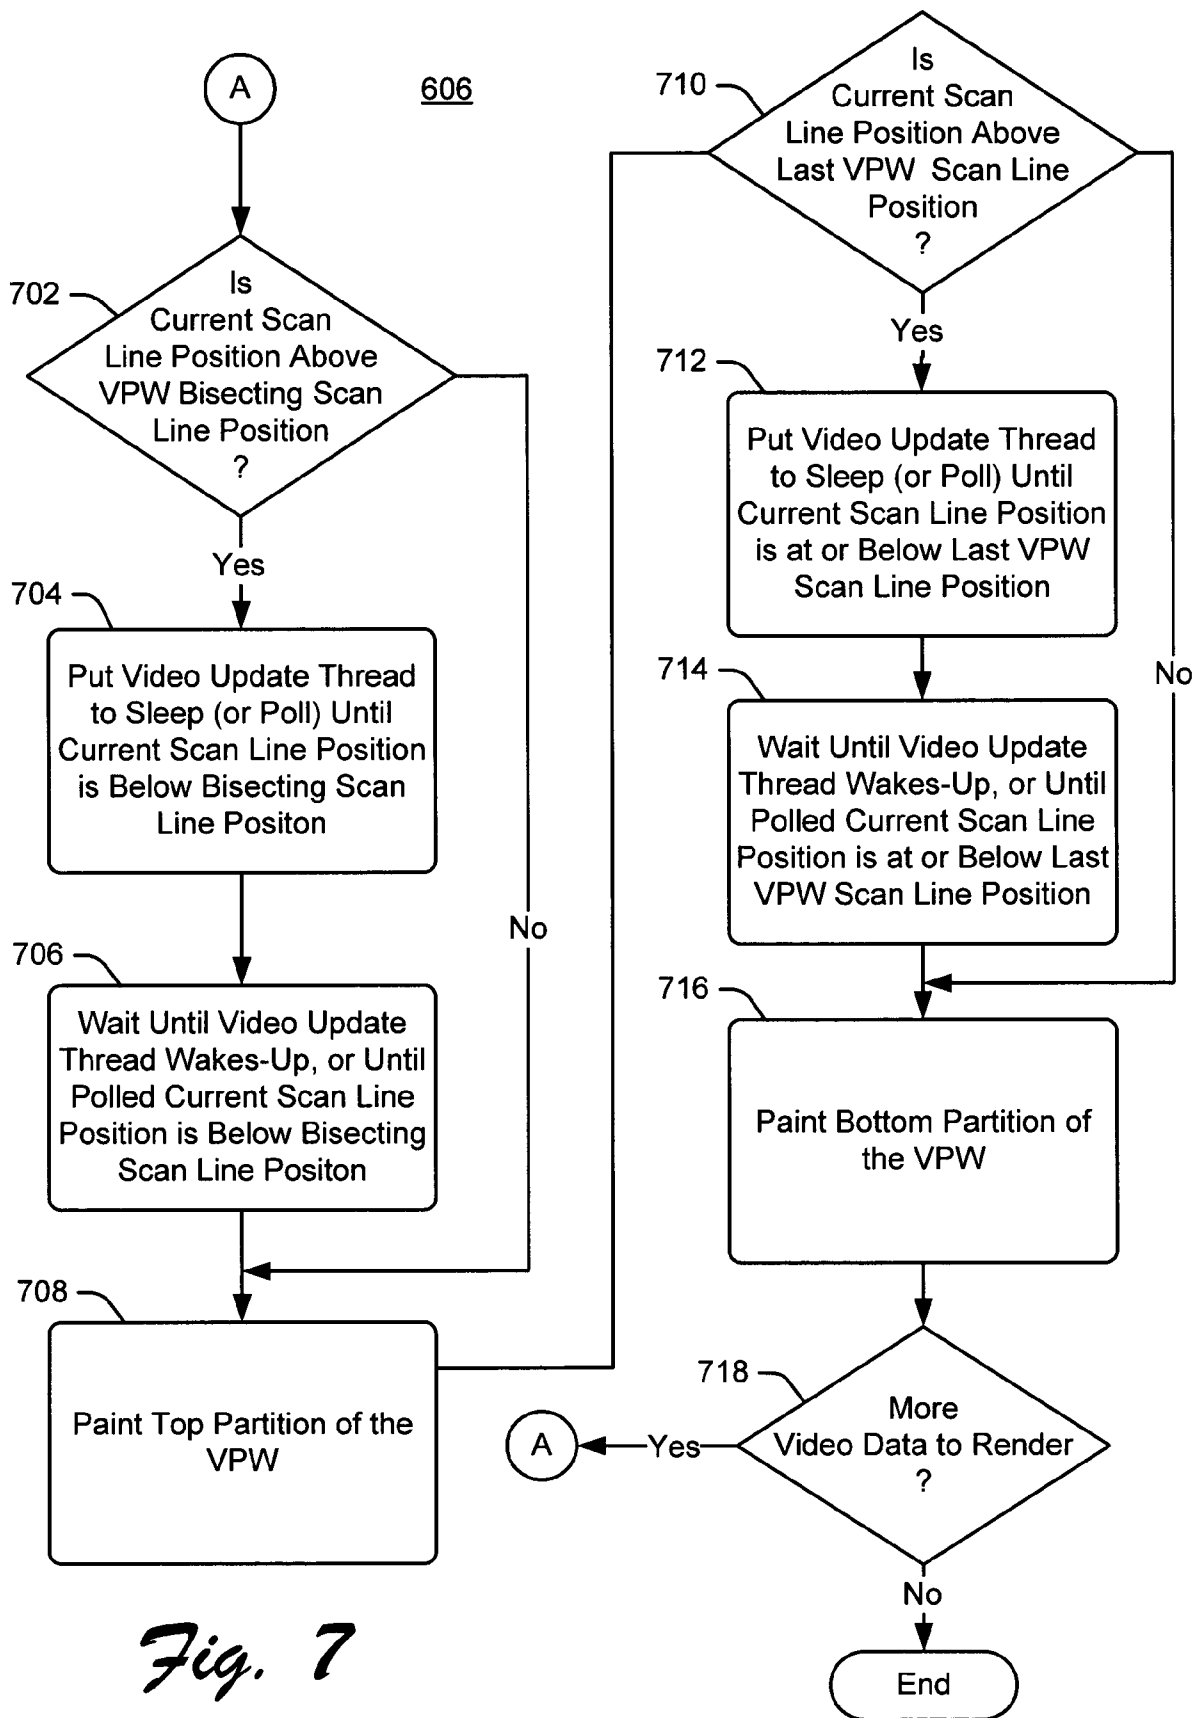 A
606
702
Is
Current Scan
Line Position Above
VPW Bisecting Scan
Line Position
?
Yes
No
704
Put Video Update Thread
to Sleep (or Poll) Until
Current Scan Line Position
is Below Bisecting Scan
Line Positon
706
Wait Until Video Update
Thread Wakes-Up, or Until
Polled Current Scan Line
Position is Below Bisecting
Scan Line Positon
708
Paint Top Partition of the
VPW
710
Is
Current Scan
Line Position Above
Last VPW Scan Line
Position
?
Yes
No
712
Put Video Update Thread
to Sleep (or Poll) Until
Current Scan Line Position
is at or Below Last VPW
Scan Line Position
714
Wait Until Video Update
Thread Wakes-Up, or Until
Polled Current Scan Line
Position is at or Below Last
VPW Scan Line Position
716
Paint Bottom Partition of
the VPW
718
More
Video Data to Render
?
Yes
A
No
End
Fig. 7